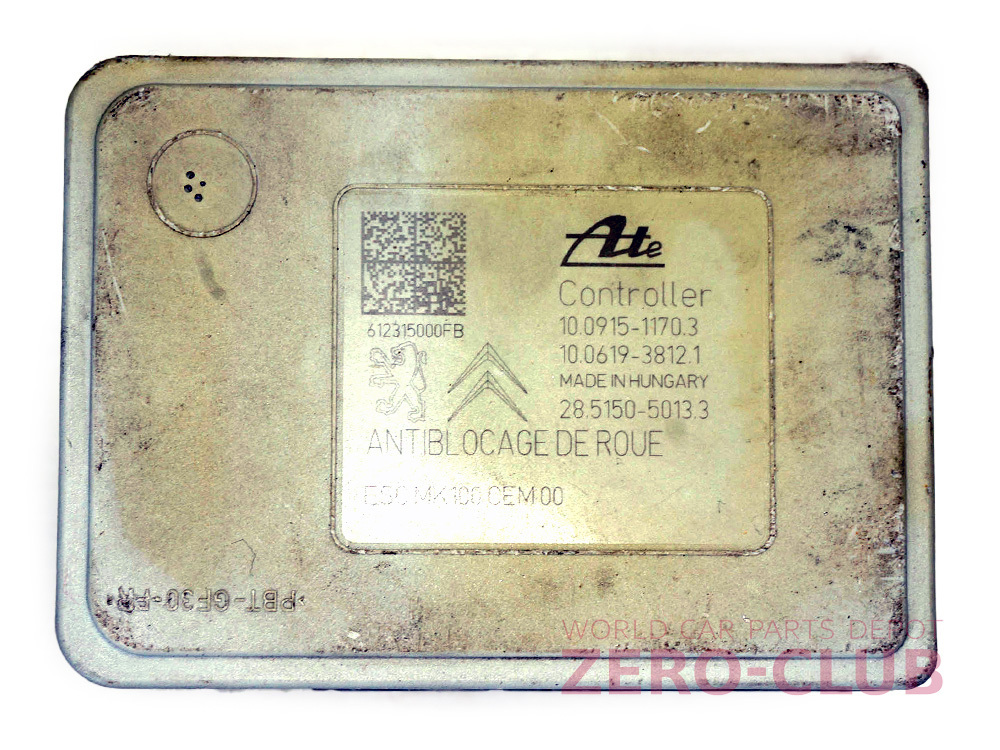 Ate
Controller
612315000FB
10.0915-1170.3
10.0619-3812.1
MADE IN HUNGARY
28.5150-5013.3
ANTIBLOCAGE DE ROUE
ESC MK100 CEM 00
>PBT-GF30-FR<
WORLD CAR PARTS DEPOT
ZERO-CLUB